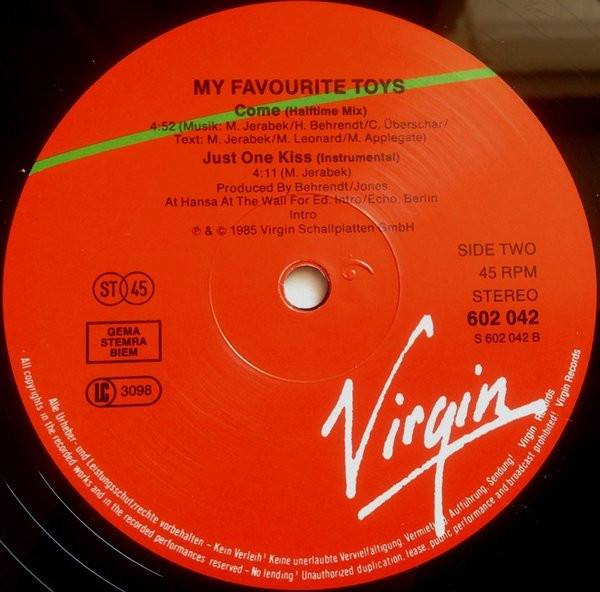 MY FAVOURITE TOYS
Come (Halftime Mix)
4:52 (Musik: M. Jerabek/H. Behrendt/C. Überschar/
Text: M. Jerabek/M. Leonard/M. Applegate)
Just One Kiss (Instrumental)
4:11 (M. Jerabek)
Produced By Behrendt/Jones
At Hansa At The Wall For Ed. Intro/Echo, Berlin
Intro
℗ & © 1985 Virgin Schallplatten GmbH
SIDE TWO
45 RPM
STEREO
602 042
S 602 042 B
ST 45
GEMA
STEMRA
BIEM
LC 3098
Virgin
Alle Urheber- und Leistungsschutzrechte vorbehalten - Kein Verleih! Keine unerlaubte Vervielfältigung, Vermietung, Aufführung, Sendung! Virgin Records
All copyrights in the recorded works and in the recorded performances reserved - No lending! Unauthorized duplication, lease, public performance and broadcast prohibited! Virgin Records